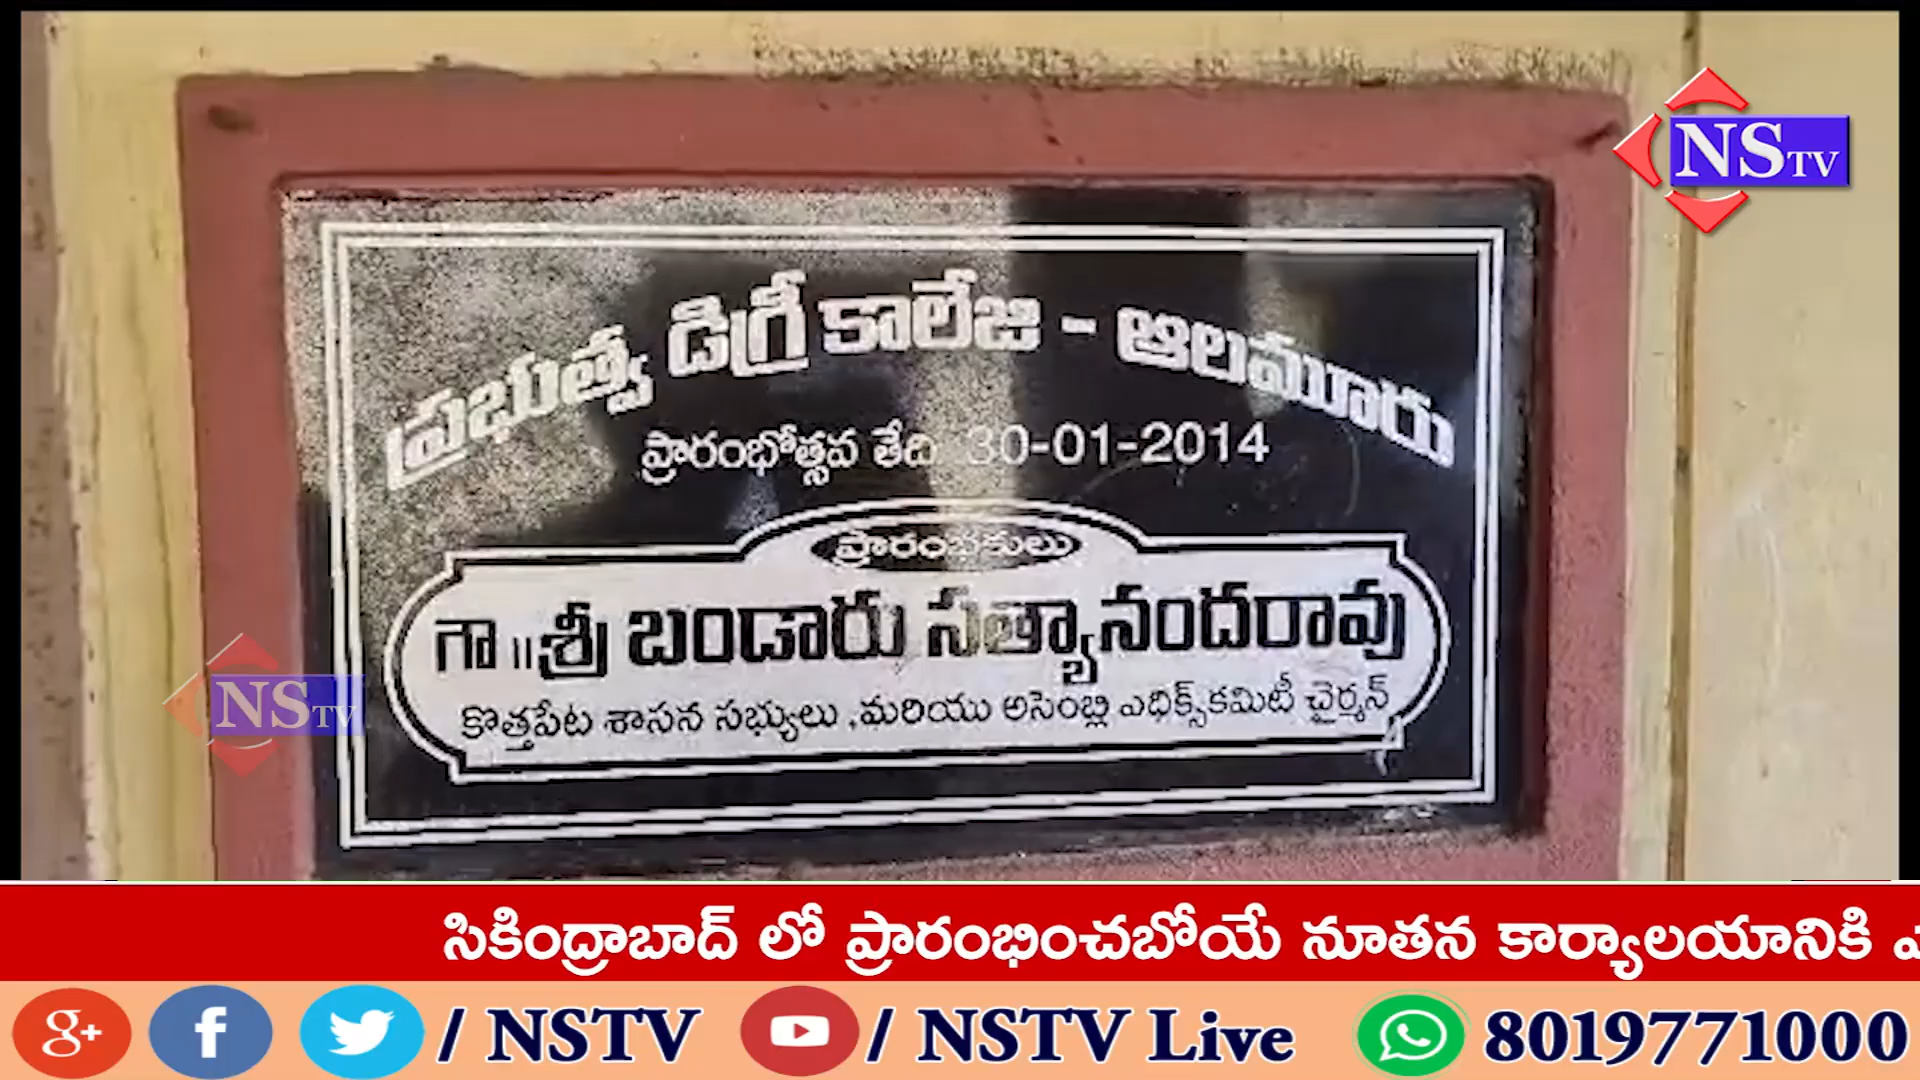 NSTV
ప్రభుత్వ డిగ్రీ కాలేజి - ఆలమూరు
ప్రారంభోత్సవ తేది 30-01-2014
ప్రారంభకులు
గౌ॥శ్రీ బండారు సత్యానందరావు
NSTV
కొత్తపేట శాసన సభ్యులు ,మరియు అసెంబ్లి ఎథిక్స్ కమిటీ ఛైర్మన్
సికింద్రాబాద్ లో ప్రారంభించబోయే నూతన కార్యాలయానికి
g+ f / NSTV / NSTV Live 8019771000